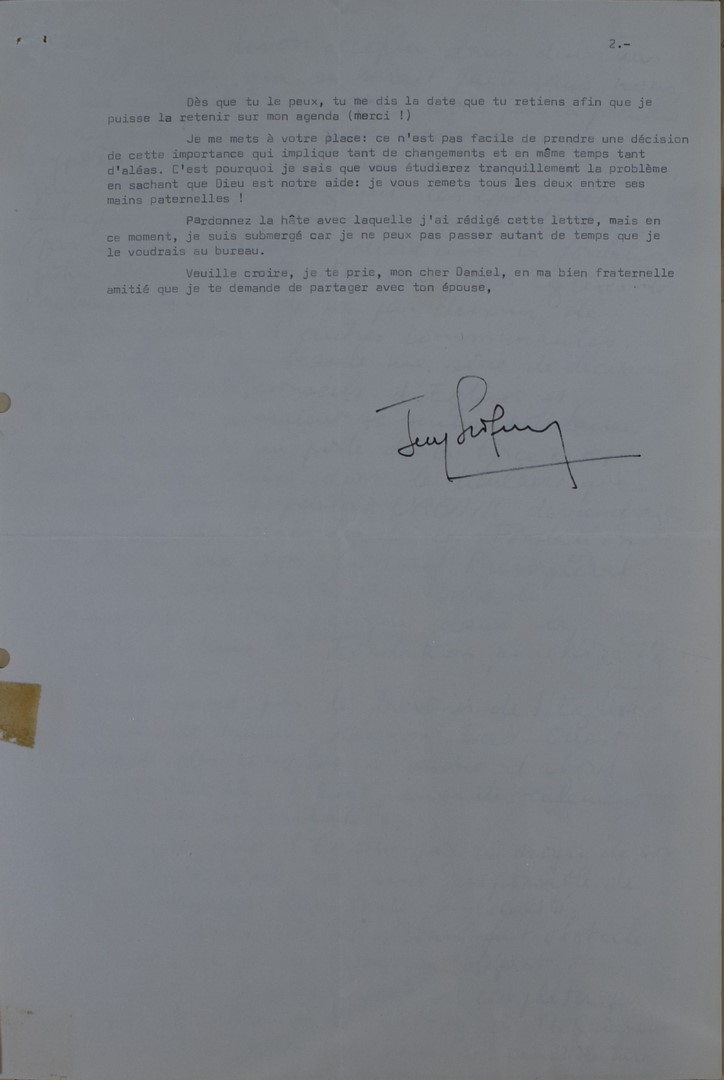 2.-
Dès que tu le peux, tu me dis la date que tu retiens afin que je
puisse la retenir sur mon agenda (merci !)
Je me mets à votre place: ce n'est pas facile de prendre une décision
de cette importance qui implique tant de changements et en même temps tant
d'aléas. C'est pourquoi je sais que vous étudierez tranquillement la problème
en sachant que Dieu est notre aide: je vous remets tous les deux entre ses
mains paternelles !
Pardonnez la hâte avec laquelle j'ai rédigé cette lettre, mais en
ce moment, je suis submergé car je ne peux pas passer autant de temps que je
le voudrais au bureau.
Veuille croire, je te prie, mon cher Damiel, en ma bien fraternelle
amitié que je te demande de partager avec ton épouse,